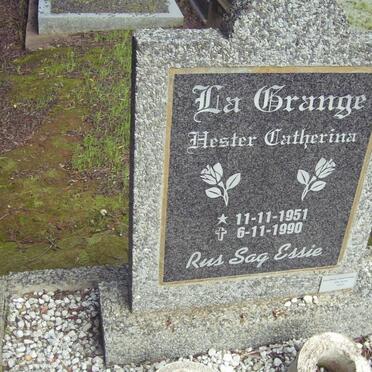 La Grange
Hester Catherina
★ 11-11-1951
✞ 6-11-1990
Rus Sag Essie